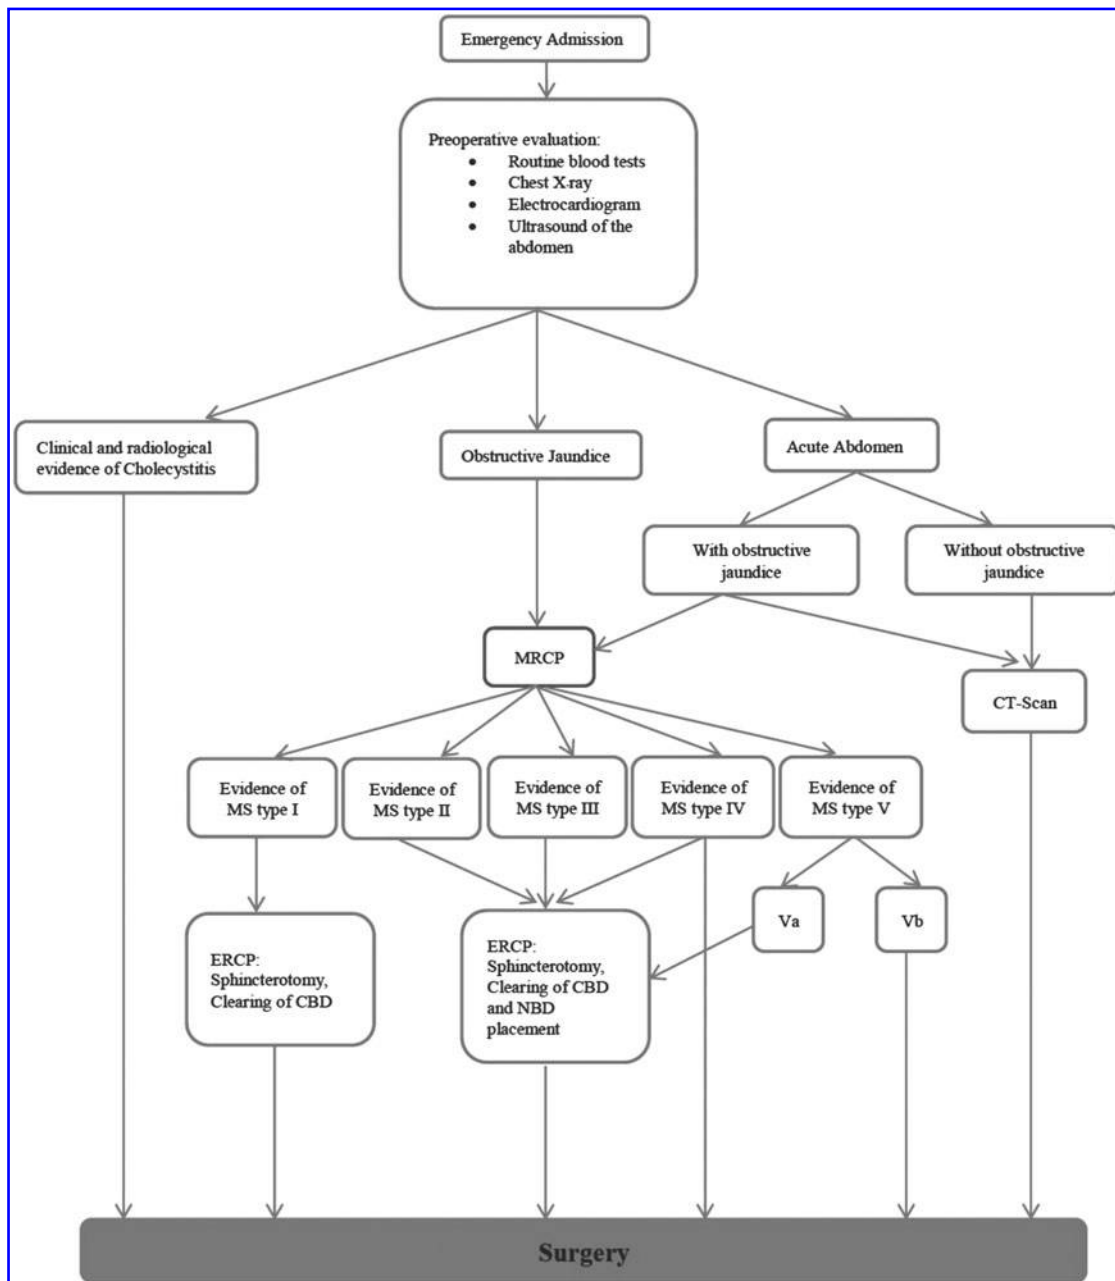 Emergency Admission
Preoperative evaluation:
• Routine blood tests
• Chest X-ray
• Electrocardiogram
• Ultrasound of the
abdomen
Clinical and radiological
evidence of Cholecystitis
Obstructive Jaundice
Acute Abdomen
With obstructive
jaundice
Without obstructive
jaundice
MRCP
CT-Scan
Evidence of
MS type I
Evidence of
MS type II
Evidence of
MS type III
Evidence of
MS type IV
Evidence of
MS type V
Va
Vb
ERCP:
Sphincterotomy,
Clearing of CBD
ERCP:
Sphincterotomy,
Clearing of CBD
and NBD
placement
Surgery